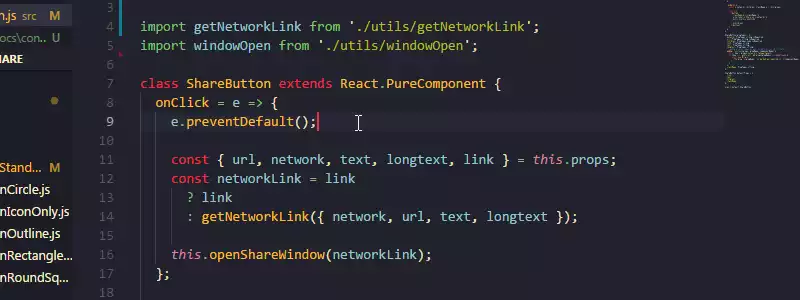 n.js src M
ocs\con... U
HARE
Stand... M
nCircle.js
nIconOnly.js
nOutline.js
nRectangle...
nRoundSq...
3
4 import getNetworkLink from './utils/getNetworkLink';
5 import windowOpen from './utils/windowOpen';
6
7 class ShareButton extends React.PureComponent {
8 onClick = e => {
9 e.preventDefault();
10
11 const { url, network, text, longtext, link } = this.props;
12 const networkLink = link
13 ? link
14 : getNetworkLink({ network, url, text, longtext });
15
16 this.openShareWindow(networkLink);
17 };
18